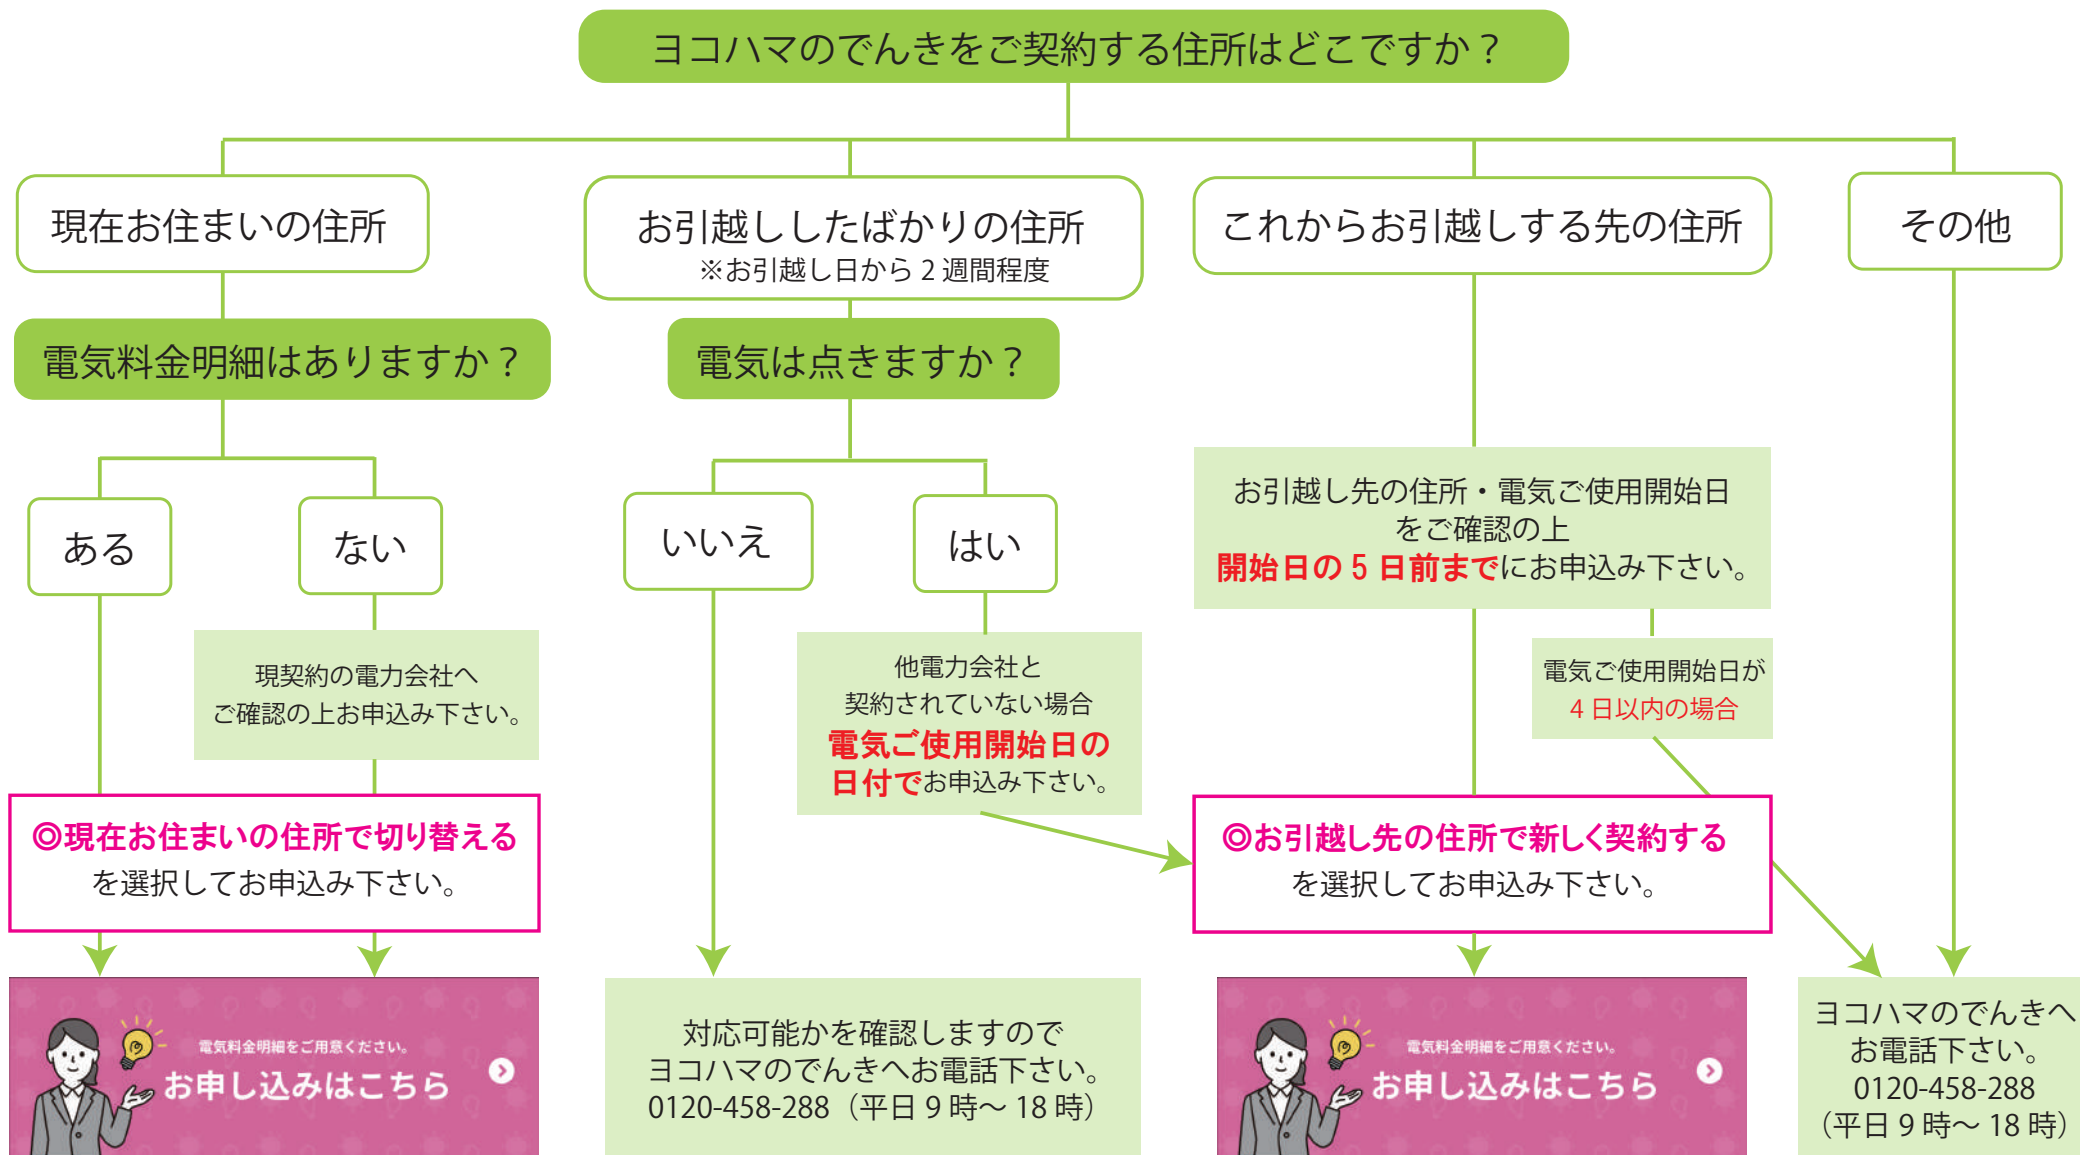 ヨコハマのでんきをご契約する住所はどこですか？
現在お住まいの住所
お引越ししたばかりの住所
※お引越し日から 2 週間程度
これからお引越しする先の住所
その他
電気料金明細はありますか？
電気は点きますか？
ある
ない
いいえ
はい
お引越し先の住所・電気ご使用開始日
をご確認の上
開始日の 5 日前までにお申込み下さい。
現契約の電力会社へ
ご確認の上お申込み下さい。
他電力会社と
契約されていない場合
電気ご使用開始日の
日付でお申込み下さい。
電気ご使用開始日が
4 日以内の場合
◎現在お住まいの住所で切り替える
を選択してお申込み下さい。
◎お引越し先の住所で新しく契約する
を選択してお申込み下さい。
電気料金明細をご用意ください。
お申し込みはこちら
対応可能かを確認しますので
ヨコハマのでんきへお電話下さい。
0120-458-288（平日 9 時～ 18 時）
電気料金明細をご用意ください。
お申し込みはこちら
ヨコハマのでんきへ
お電話下さい。
0120-458-288
（平日 9 時～ 18 時）